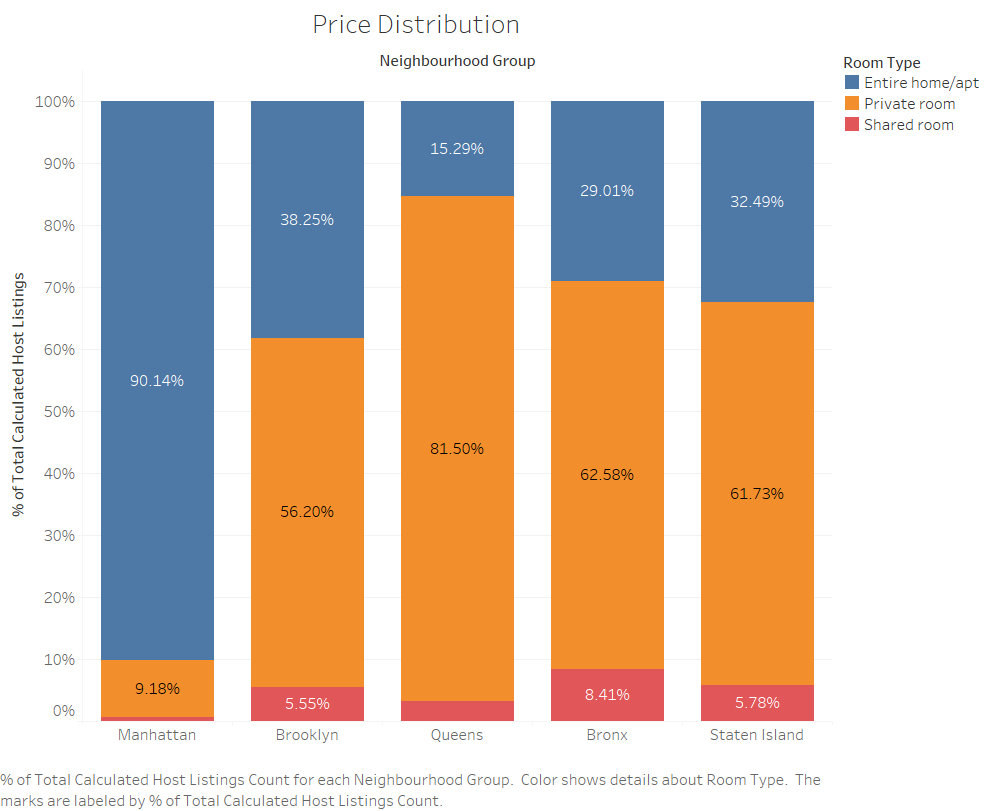 Price Distribution
Neighbourhood Group
Room Type
Entire home/apt
Private room
Shared room
% of Total Calculated Host Listings
100%
90%
80%
70%
60%
50%
40%
30%
20%
10%
0%
90.14%
9.18%
38.25%
56.20%
5.55%
15.29%
81.50%
29.01%
62.58%
8.41%
32.49%
61.73%
5.78%
Manhattan
Brooklyn
Queens
Bronx
Staten Island
% of Total Calculated Host Listings Count for each Neighbourhood Group.  Color shows details about Room Type.  The
marks are labeled by % of Total Calculated Host Listings Count.